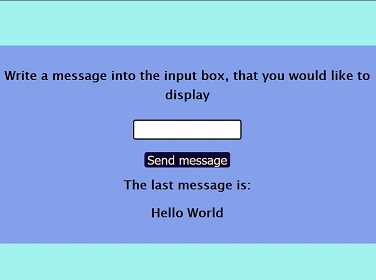 Write a message into the input box, that you would like to
display
Send message
The last message is:
Hello World